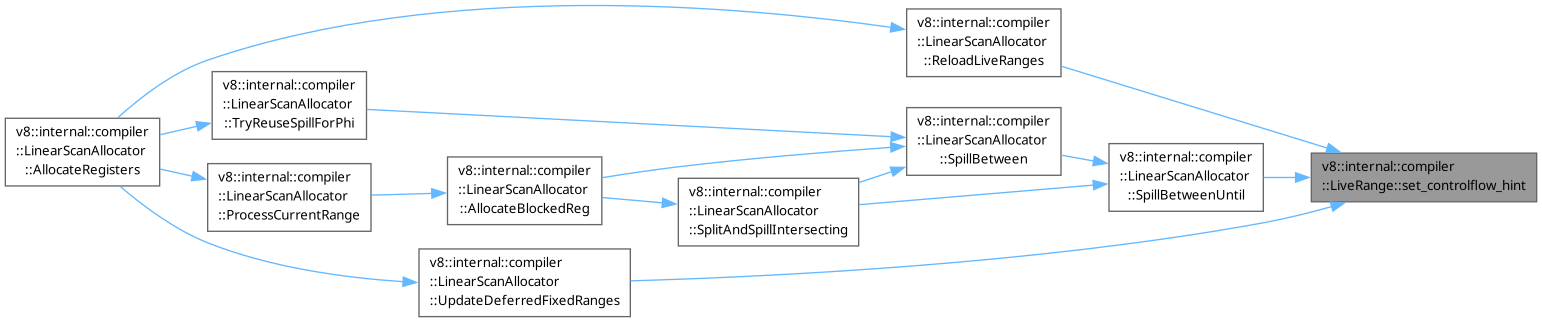 v8::internal::compiler
::LinearScanAllocator
::AllocateRegisters
v8::internal::compiler
::LinearScanAllocator
::TryReuseSpillForPhi
v8::internal::compiler
::LinearScanAllocator
::ProcessCurrentRange
v8::internal::compiler
::LinearScanAllocator
::UpdateDeferredFixedRanges
v8::internal::compiler
::LinearScanAllocator
::AllocateBlockedReg
v8::internal::compiler
::LinearScanAllocator
::SplitAndSpillIntersecting
v8::internal::compiler
::LinearScanAllocator
::ReloadLiveRanges
v8::internal::compiler
::LinearScanAllocator
::SpillBetween
v8::internal::compiler
::LinearScanAllocator
::SpillBetweenUntil
v8::internal::compiler
::LiveRange::set_controlflow_hint